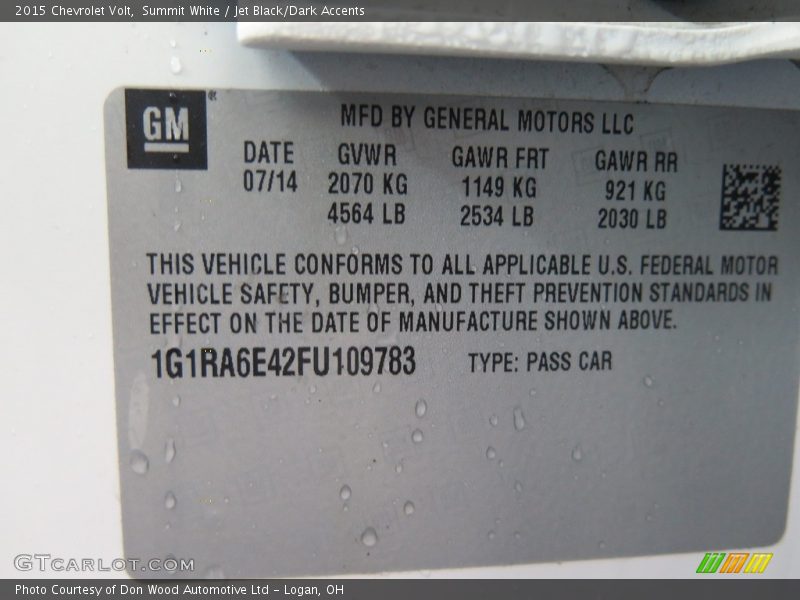 2015 Chevrolet Volt,  Summit White / Jet Black/Dark Accents
GM®
MFD BY GENERAL MOTORS LLC
DATE GVWR GAWR FRT GAWR RR
07/14 2070 KG 1149 KG 921 KG
4564 LB 2534 LB 2030 LB
THIS VEHICLE CONFORMS TO ALL APPLICABLE U.S. FEDERAL MOTOR
VEHICLE SAFETY, BUMPER, AND THEFT PREVENTION STANDARDS IN
EFFECT ON THE DATE OF MANUFACTURE SHOWN ABOVE.
1G1RA6E42FU109783 TYPE: PASS CAR
GTCARLOT.COM
Photo Courtesy of Don Wood Automotive Ltd - Logan, OH